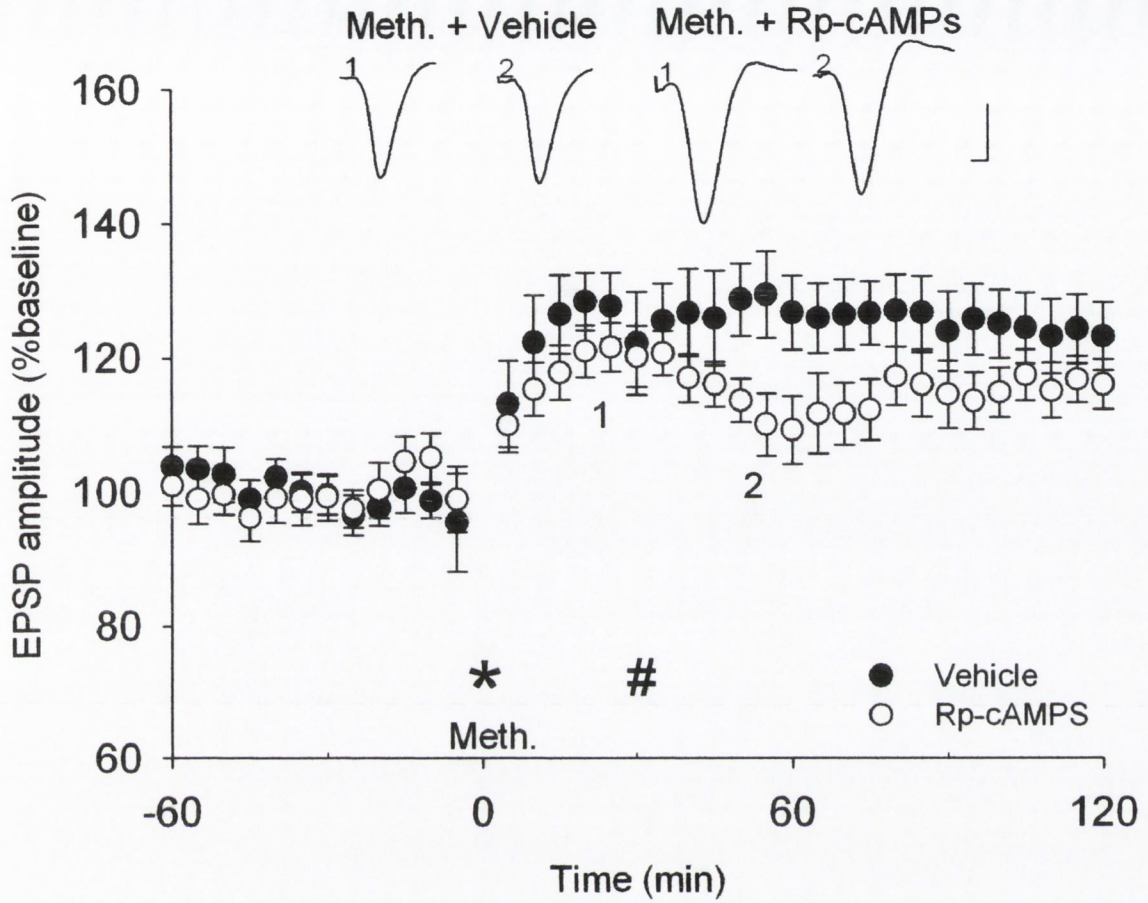 Meth. + Vehicle Meth. + Rp-cAMPs
1 2 1 2
160
140
120
100
80
60
EPSP amplitude (%baseline)
1
2
* #
Meth.
Vehicle
Rp-cAMPS
-60 0 60 120
Time (min)